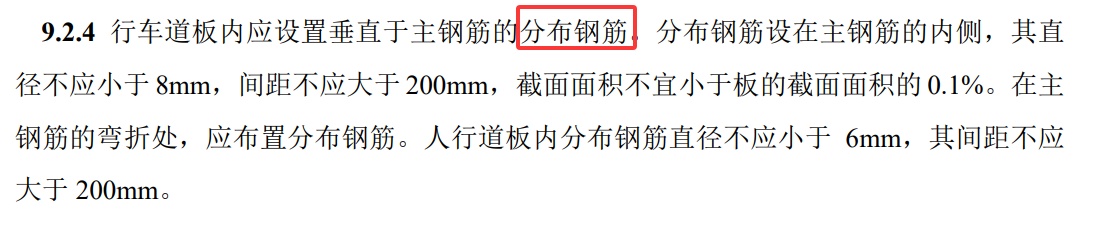 9.2.4 行车道板内应设置垂直于主钢筋的分布钢筋。分布钢筋设在主钢筋的内侧，其直
径不应小于 8mm，间距不应大于 200mm，截面面积不宜小于板的截面面积的 0.1%。在主
钢筋的弯折处，应布置分布钢筋。人行道板内分布钢筋直径不应小于 6mm，其间距不应
大于 200mm。